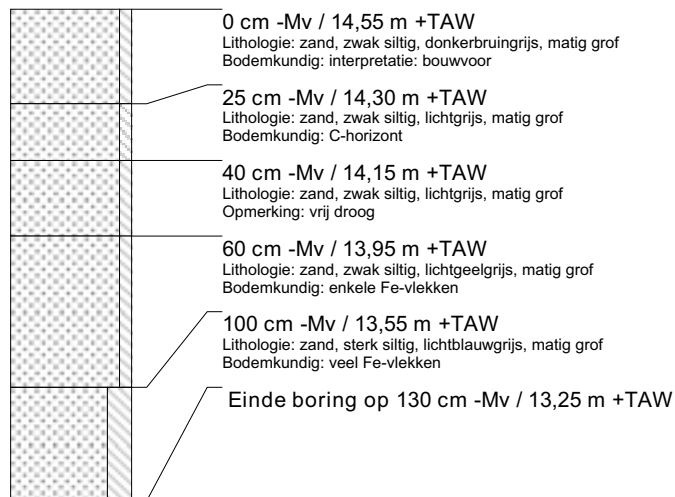 0 cm -Mv / 14,55 m +TAW
Lithologie: zand, zwak siltig, donkerbruingrijs, matig grof
Bodemkundig: interpretatie: bouwvoor
25 cm -Mv / 14,30 m +TAW
Lithologie: zand, zwak siltig, lichtgrijs, matig grof
Bodemkundig: C-horizont
40 cm -Mv / 14,15 m +TAW
Lithologie: zand, zwak siltig, lichtgrijs, matig grof
Opmerking: vrij droog
60 cm -Mv / 13,95 m +TAW
Lithologie: zand, zwak siltig, lichtgeelgrijs, matig grof
Bodemkundig: enkele Fe-vlekken
100 cm -Mv / 13,55 m +TAW
Lithologie: zand, sterk siltig, lichtblauwgrijs, matig grof
Bodemkundig: veel Fe-vlekken
Einde boring op 130 cm -Mv / 13,25 m +TAW